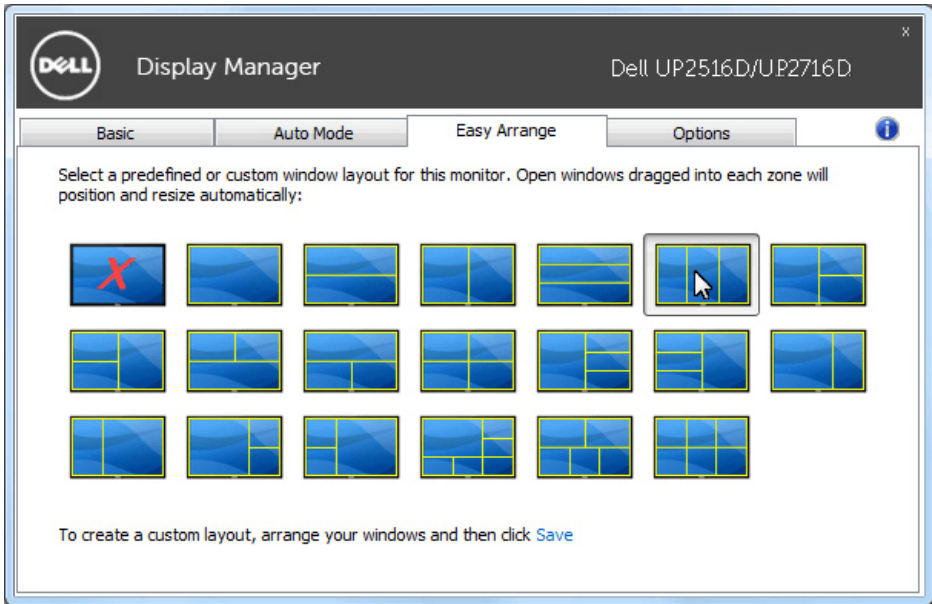 x
DELL
Display Manager
Dell UP2516D/UP2716D
Basic
Auto Mode
Easy Arrange
Options
i
Select a predefined or custom window layout for this monitor. Open windows dragged into each zone will
position and resize automatically:
X
To create a custom layout, arrange your windows and then click Save